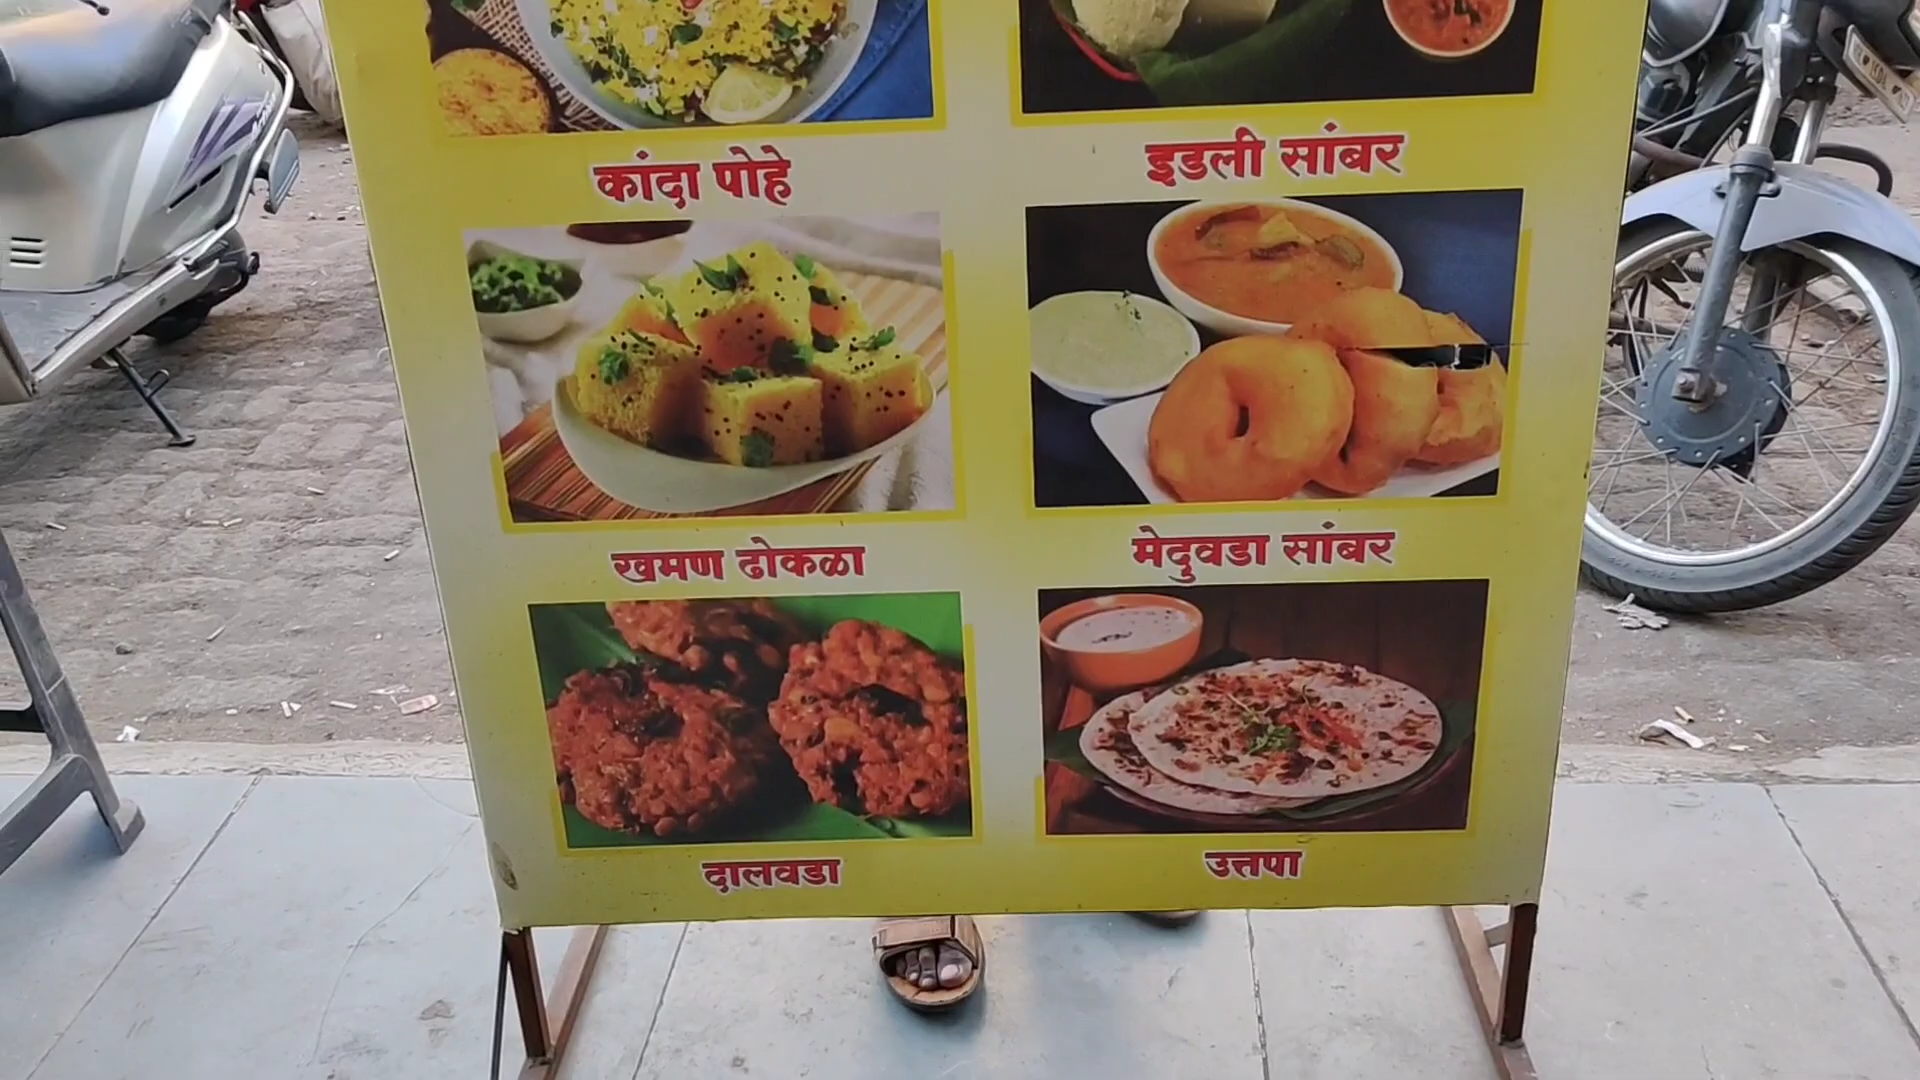 कांदा पोहे
इडली सांबर
खमण ढोकळा
मेदुवडा सांबर
दालवडा
उत्तपा